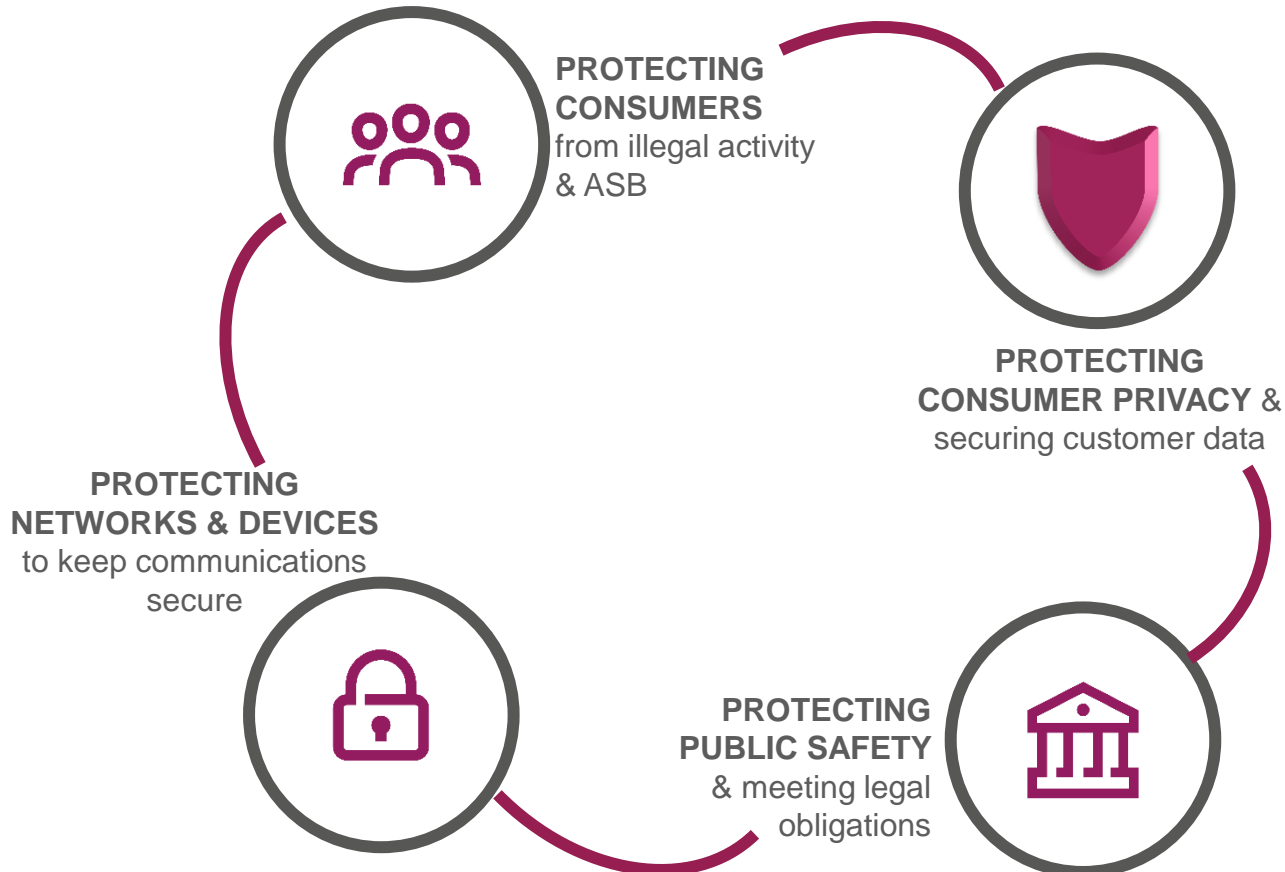 PROTECTING
CONSUMERS
from illegal activity
& ASB
PROTECTING
CONSUMER PRIVACY &
securing customer data
PROTECTING
NETWORKS & DEVICES
to keep communications
secure
PROTECTING
PUBLIC SAFETY
& meeting legal
obligations